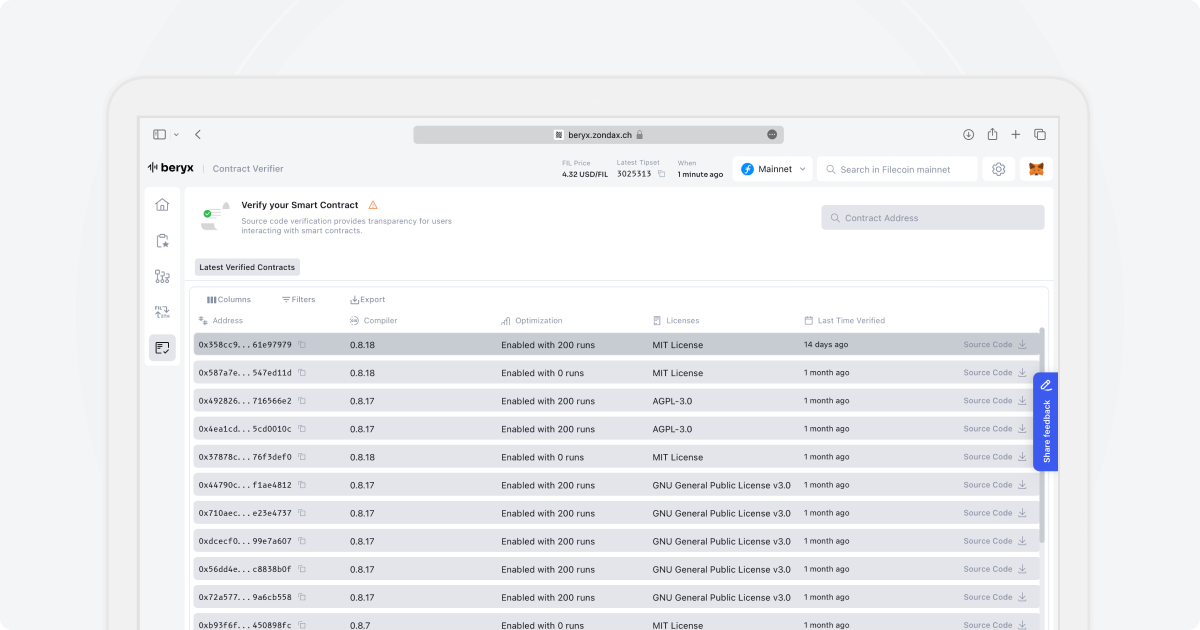 beryx.zondax.ch
beryx Contract Verifier
FIL Price
4.32 USD/FIL
Latest Tipset
3025313
When
1 minute ago
Mainnet
Search in Filecoin mainnet
Verify your Smart Contract
Source code verification provides transparency for users
interacting with smart contracts.
Contract Address
Latest Verified Contracts
Columns Filters Export
Address Compiler Optimization Licenses Last Time Verified
0x358cc9...61e97979 0.8.18 Enabled with 200 runs MIT License 14 days ago Source Code
0x587a7e...547ed11d 0.8.18 Enabled with 0 runs MIT License 1 month ago Source Code
0x492826...716566e2 0.8.17 Enabled with 200 runs AGPL-3.0 1 month ago Source Code
0x4ea1cd...5cd0010c 0.8.17 Enabled with 200 runs AGPL-3.0 1 month ago Source Code
0x37878c...76f3def0 0.8.18 Enabled with 0 runs MIT License 1 month ago Source Code
0x44790c...f1ae4812 0.8.17 Enabled with 200 runs GNU General Public License v3.0 1 month ago Source Code
0x710aec...e23e4737 0.8.17 Enabled with 200 runs GNU General Public License v3.0 1 month ago Source Code
0xdcecf0...99e7a607 0.8.17 Enabled with 200 runs GNU General Public License v3.0 1 month ago Source Code
0x56dd4e...c8838b0f 0.8.17 Enabled with 200 runs GNU General Public License v3.0 1 month ago Source Code
0x72a577...9a6cb558 0.8.17 Enabled with 200 runs GNU General Public License v3.0 1 month ago Source Code
0xb93f6f...450898fc 0.8.7 Enabled with 0 runs MIT License 1 month ago Source Code
Share feedback